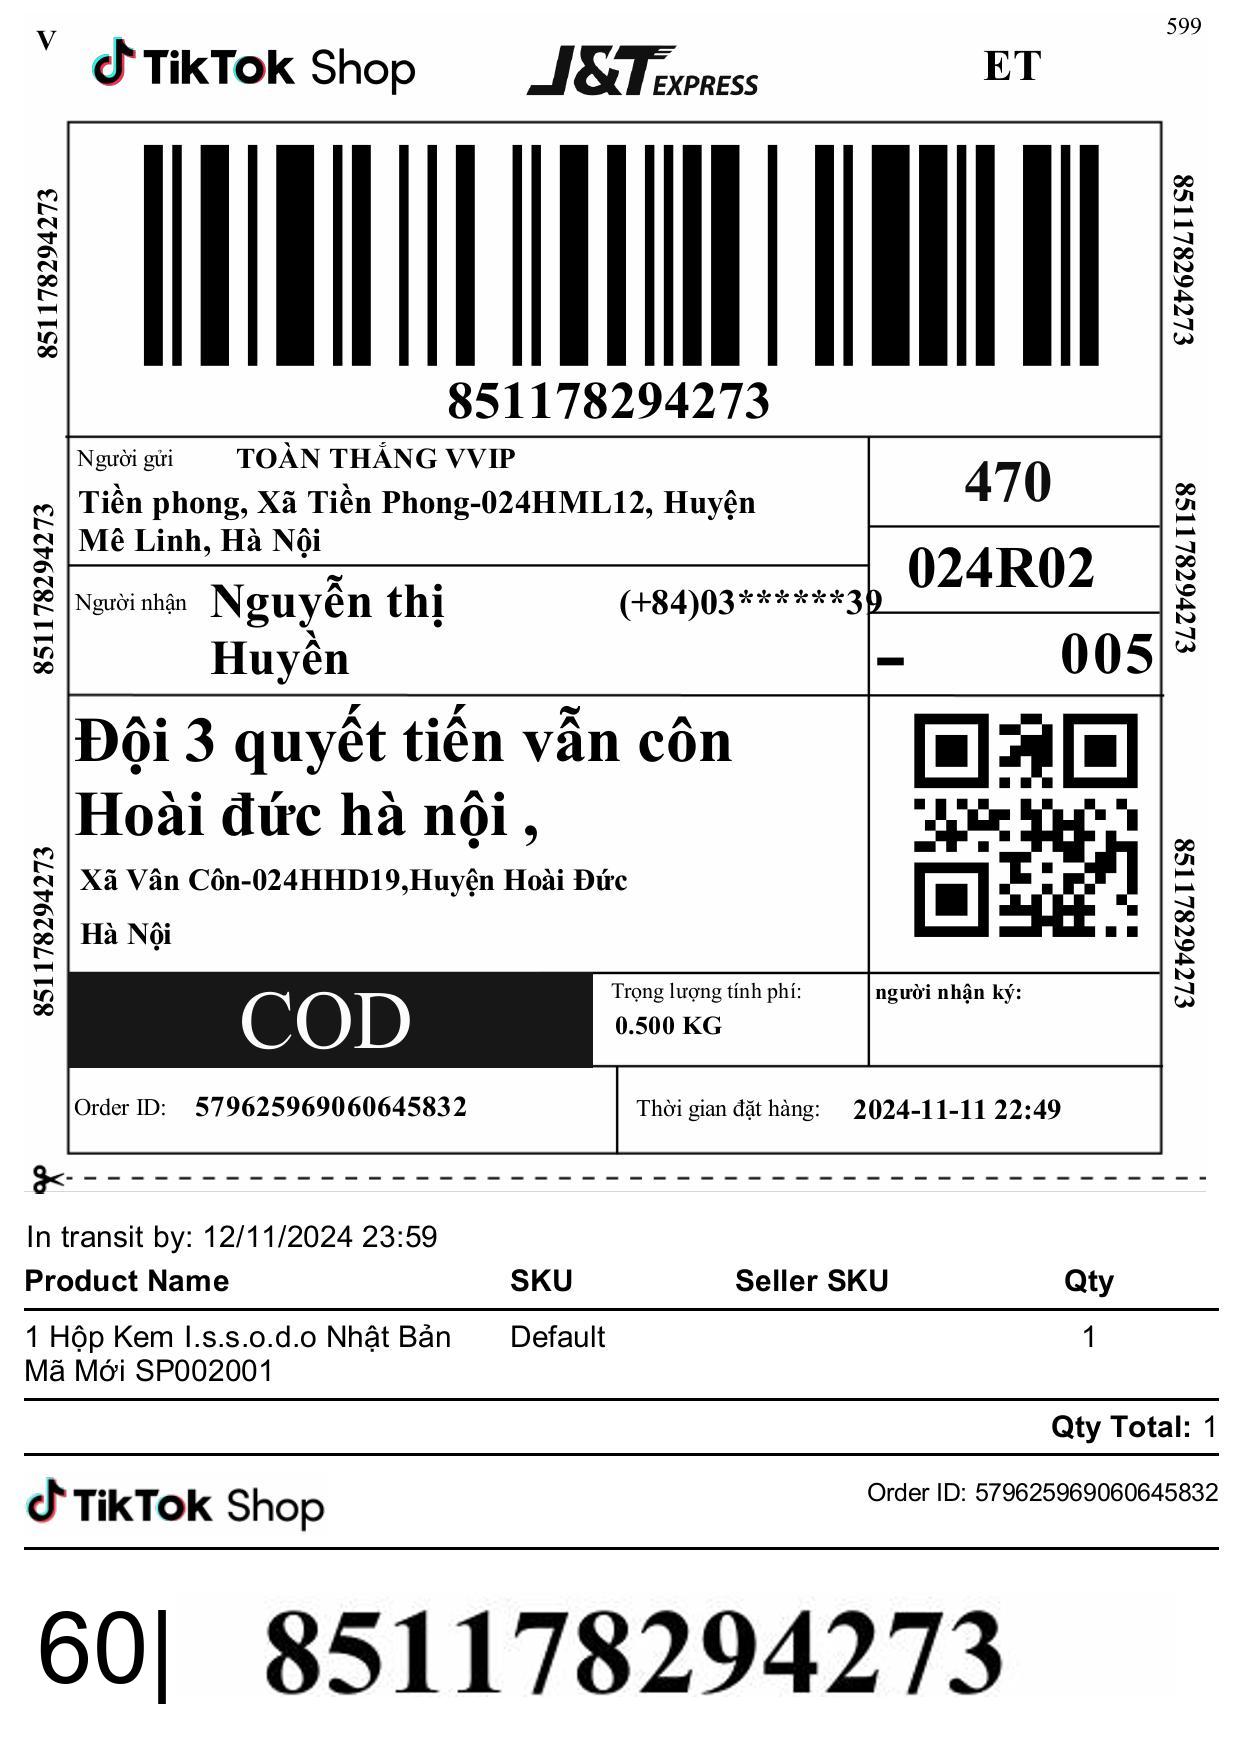 599
V
TikTok Shop
J&T EXPRESS
ET
851178294273
851178294273
851178294273
Người gửi TOÀN THẮNG VVIP
Tiền phong, Xã Tiền Phong-024HML12, Huyện
Mê Linh, Hà Nội
470
024R02
851178294273
851178294273
Người nhận Nguyễn thị
Huyền
(+84)03******39
- 005
Đội 3 quyết tiến vẫn côn
Hoài đức hà nội ,
Xã Vân Côn-024HHD19,Huyện Hoài Đức
Hà Nội
851178294273
851178294273
COD
Trọng lượng tính phí:
0.500 KG
người nhận ký:
Order ID: 579625969060645832
Thời gian đặt hàng: 2024-11-11 22:49
In transit by: 12/11/2024 23:59
Product Name SKU Seller SKU Qty
1 Hộp Kem I.s.s.o.d.o Nhật Bản Default 1
Mã Mới SP002001
Qty Total: 1
TikTok Shop
Order ID: 579625969060645832
60| 851178294273